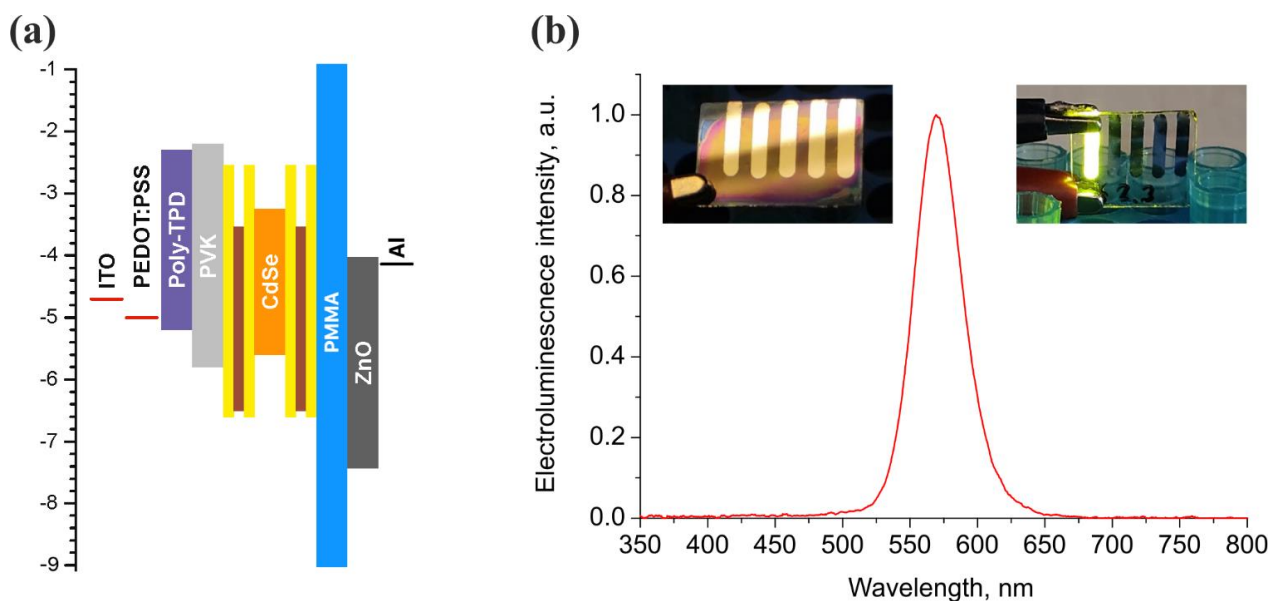 (a)
-1
-2
-3
-4
-5
-6
-7
-8
-9
ITO
PEDOT:PSS
Poly-TPD
PVK
CdSe
PMMA
ZnO
Al
(b)
Electroluminescnece intensity, a.u.
1.0
0.8
0.6
0.4
0.2
0.0
350 400 450 500 550 600 650 700 750 800
Wavelength, nm